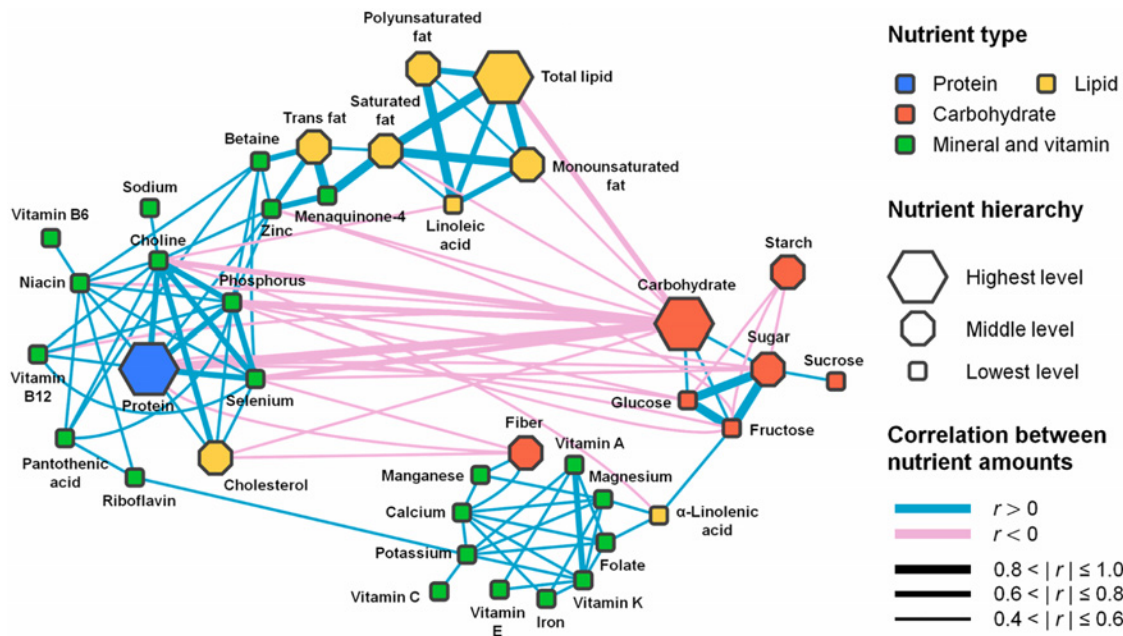 Polyunsaturated
fat
Total lipid
Saturated
fat
Trans fat
Betaine
Monounsaturated
fat
Sodium
Menaquinone-4
Linoleic
acid
Zinc
Vitamin B6
Choline
Niacin
Phosphorus
Vitamin
B12
Protein
Selenium
Pantothenic
acid
Riboflavin
Cholesterol
Starch
Carbohydrate
Sugar
Sucrose
Glucose
Fructose
Fiber
Vitamin A
Manganese
Magnesium
Calcium
α-Linolenic
acid
Potassium
Folate
Vitamin C
Vitamin
E
Iron
Vitamin K
Nutrient type
Protein
Lipid
Carbohydrate
Mineral and vitamin
Nutrient hierarchy
Highest level
Middle level
Lowest level
Correlation between
nutrient amounts
r > 0
r < 0
0.8 < | r | ≤ 1.0
0.6 < | r | ≤ 0.8
0.4 < | r | ≤ 0.6